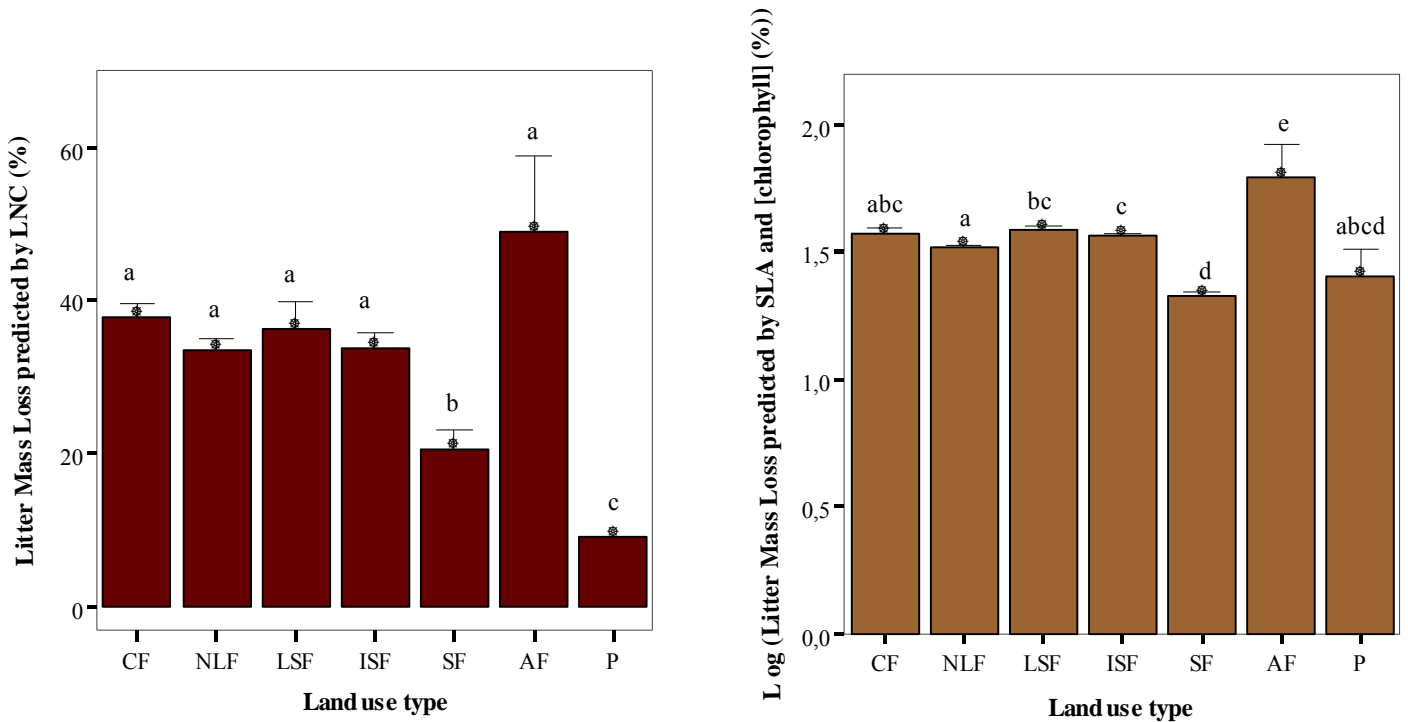 Litter Mass Loss predicted by LNC (%)
60
40
20
0
a
a
a
a
b
a
c
CF NLF LSF ISF SF AF P
Land use type
L og (Litter Mass Loss predicted by SLA and [chlorophyll] (%))
2,0
1,5
1,0
0,5
0,0
abc
a
bc
c
d
e
abcd
CF NLF LSF ISF SF AF P
Land use type